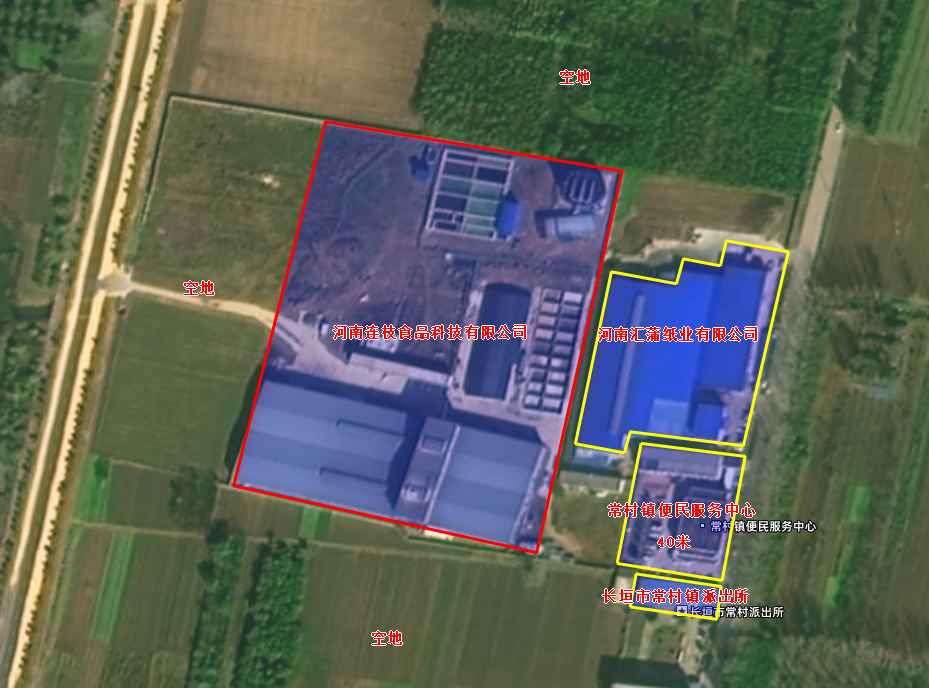 空地
空地
河南连枝食品科技有限公司
河南汇蒲纸业有限公司
常村镇便民服务中心
常村镇便民服务中心
40米
长垣市常村镇派出所
长垣市常村派出所
空地